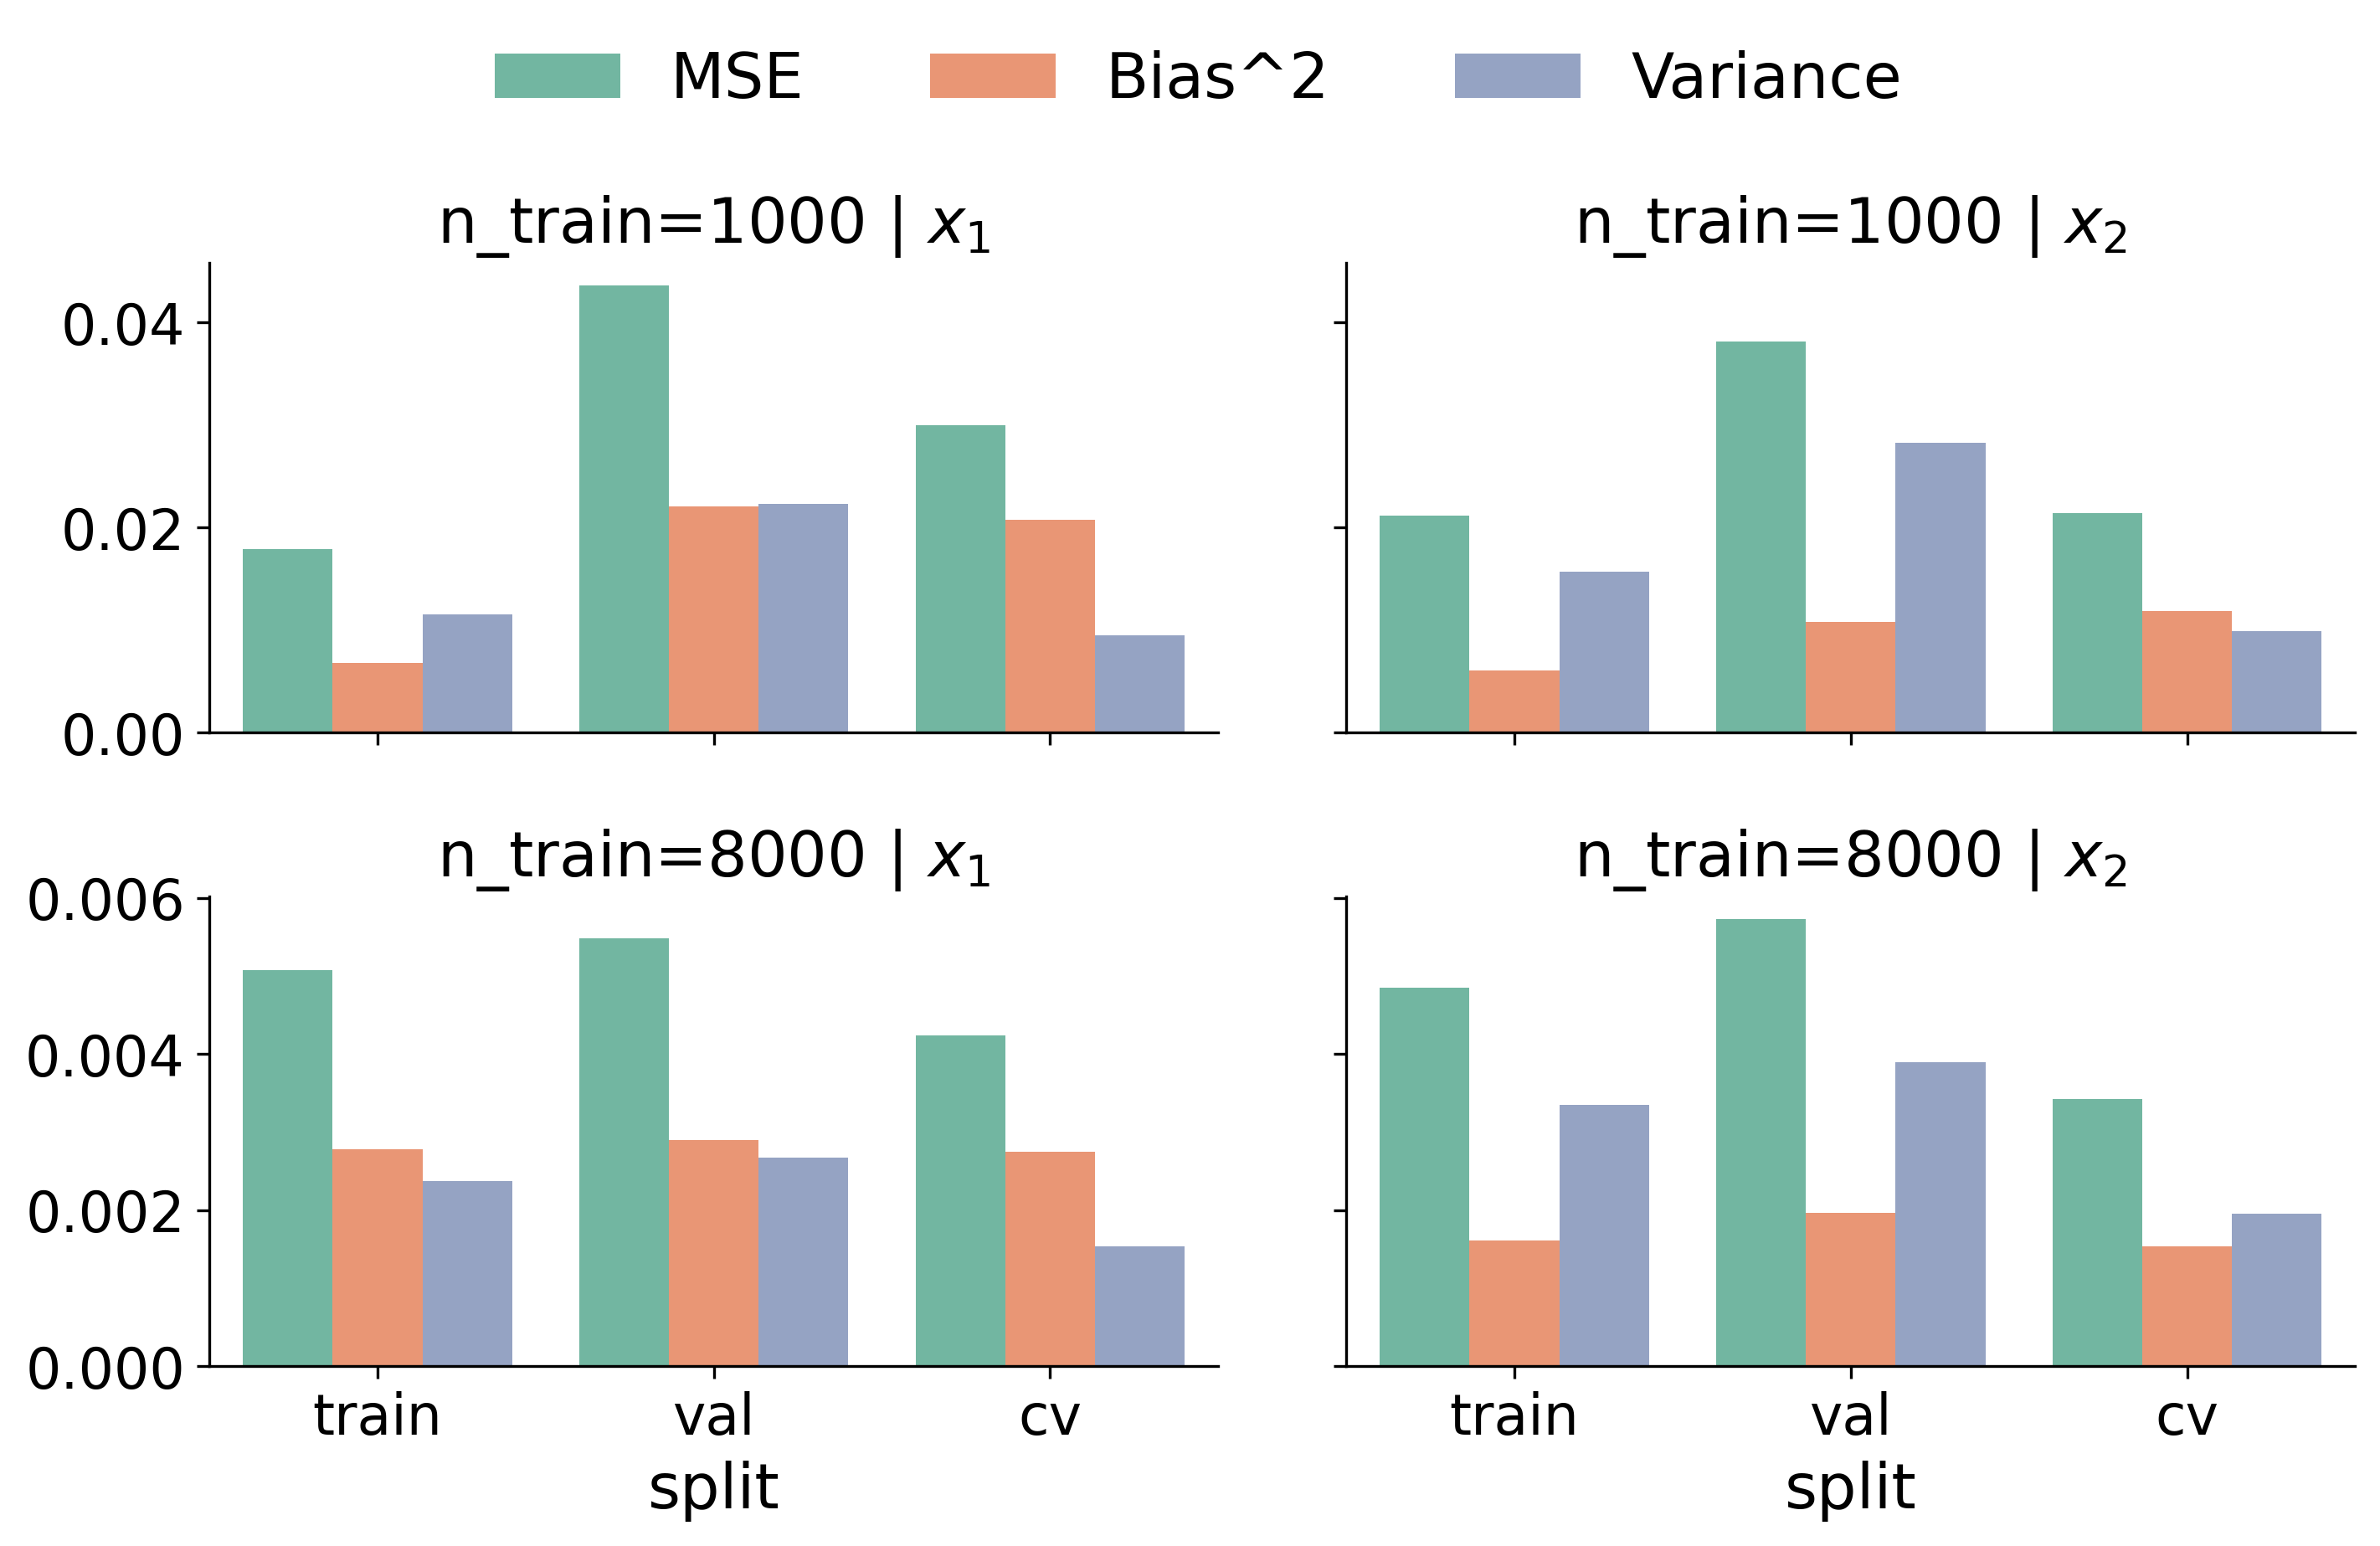 MSE Bias^2 Variance
n_train=1000 | x₁
n_train=1000 | x₂
0.04
0.02
0.00
n_train=8000 | x₁
n_train=8000 | x₂
0.006
0.004
0.002
0.000
train val cv
train val cv
split
split